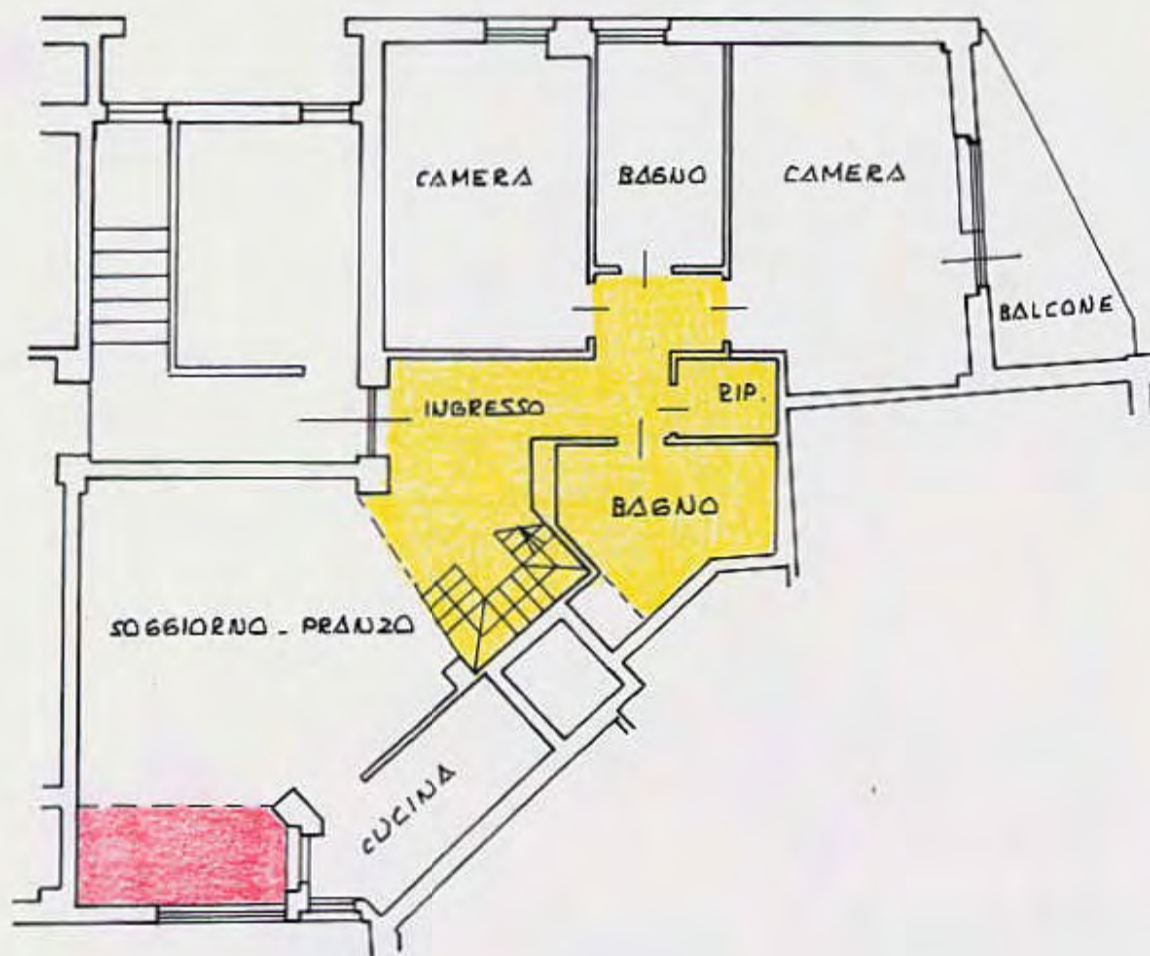 CAMERA
BAGNO
CAMERA
BALCONE
INGRESSO
RIP.
BAGNO
SOGGIORNO - PRANZO
CUCINA